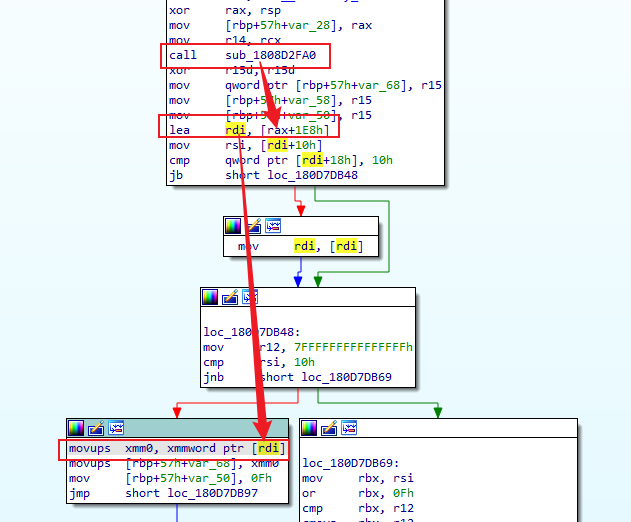 xor rax, rsp
mov [rbp+57h+var_28], rax
mov r14, rcx
call sub_1808D2FA0
xor r15d, r15d
mov qword ptr [rbp+57h+var_68], r15
mov [rbp+57h+var_58], r15
mov [rbp+57h+var_50], r15
lea rdi, [rax+1E8h]
mov rsi, [rdi+10h]
cmp qword ptr [rdi+18h], 10h
jb short loc_180D7DB48
mov rdi, [rdi]
loc_180D7DB48:
mov r12, 7FFFFFFFFFFFFFFFh
cmp rsi, 10h
jnb short loc_180D7DB69
movups xmm0, xmmword ptr [rdi]
movups [rbp+57h+var_68], xmm0
mov [rbp+57h+var_50], 0Fh
jmp short loc_180D7DB97
loc_180D7DB69:
mov rbx, rsi
or rbx, 0Fh
cmp rbx, r12